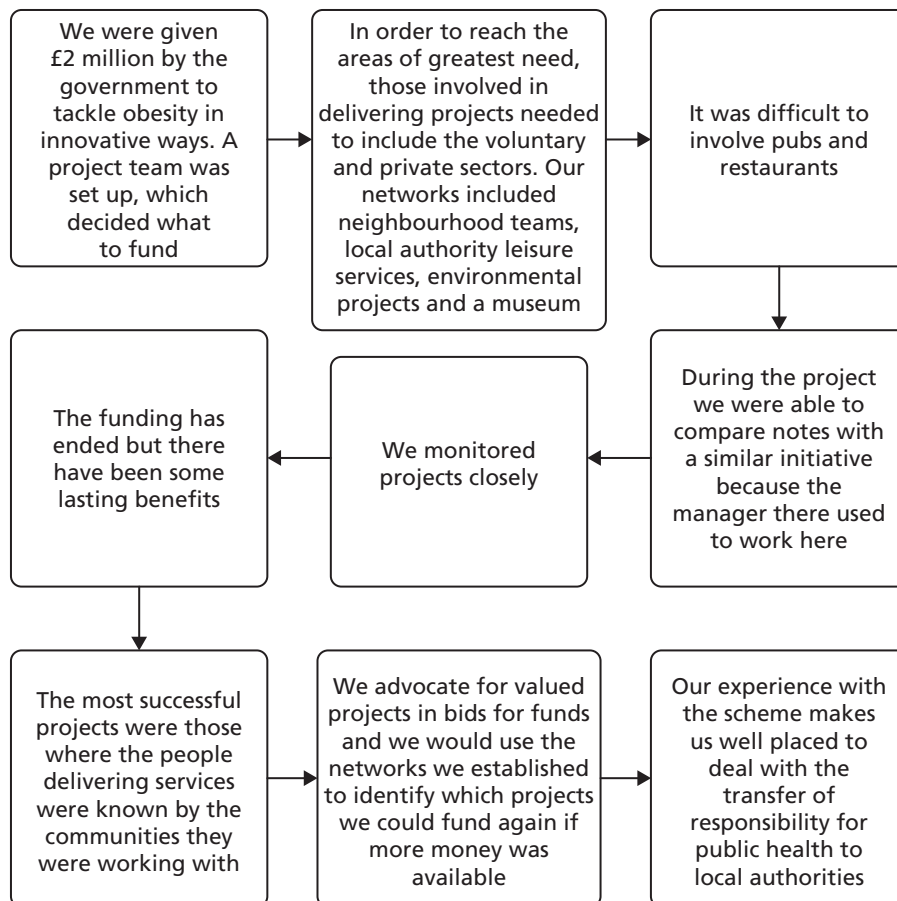 We were given
£2 million by the
government to
tackle obesity in
innovative ways. A
project team was
set up, which
decided what
to fund
In order to reach the
areas of greatest need,
those involved in
delivering projects needed
to include the voluntary
and private sectors. Our
networks included
neighbourhood teams,
local authority leisure
services, environmental
projects and a museum
It was difficult to
involve pubs and
restaurants
During the project
we were able to
compare notes with
a similar initiative
because the
manager there used
to work here
We monitored
projects closely
The funding has
ended but there
have been some
lasting benefits
The most successful
projects were those
where the people
delivering services
were known by the
communities they
were working with
We advocate for valued
projects in bids for funds
and we would use the
networks we established
to identify which projects
we could fund again if
more money was
available
Our experience with
the scheme makes
us well placed to
deal with the
transfer of
responsibility for
public health to
local authorities